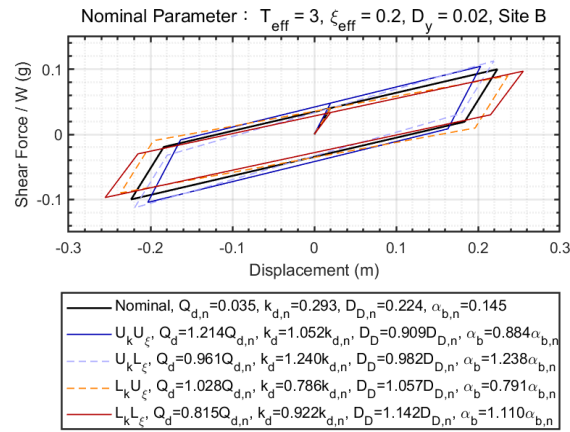 Nominal Parameter : T_eff = 3, ξ_eff = 0.2, D_y = 0.02, Site B
Shear Force / W (g)
0.1
0
-0.1
-0.3 -0.2 -0.1 0 0.1 0.2 0.3
Displacement (m)
Nominal, Q_d,n=0.035, k_d,n=0.293, D_D,n=0.224, α_b,n=0.145
U_kU_ξ, Q_d=1.214Q_d,n, k_d=1.052k_d,n, D_D=0.909D_D,n, α_b=0.884α_b,n
U_kL_ξ, Q_d=0.961Q_d,n, k_d=1.240k_d,n, D_D=0.982D_D,n, α_b=1.238α_b,n
L_kU_ξ, Q_d=1.028Q_d,n, k_d=0.786k_d,n, D_D=1.057D_D,n, α_b=0.791α_b,n
L_kL_ξ, Q_d=0.815Q_d,n, k_d=0.922k_d,n, D_D=1.142D_D,n, α_b=1.110α_b,n